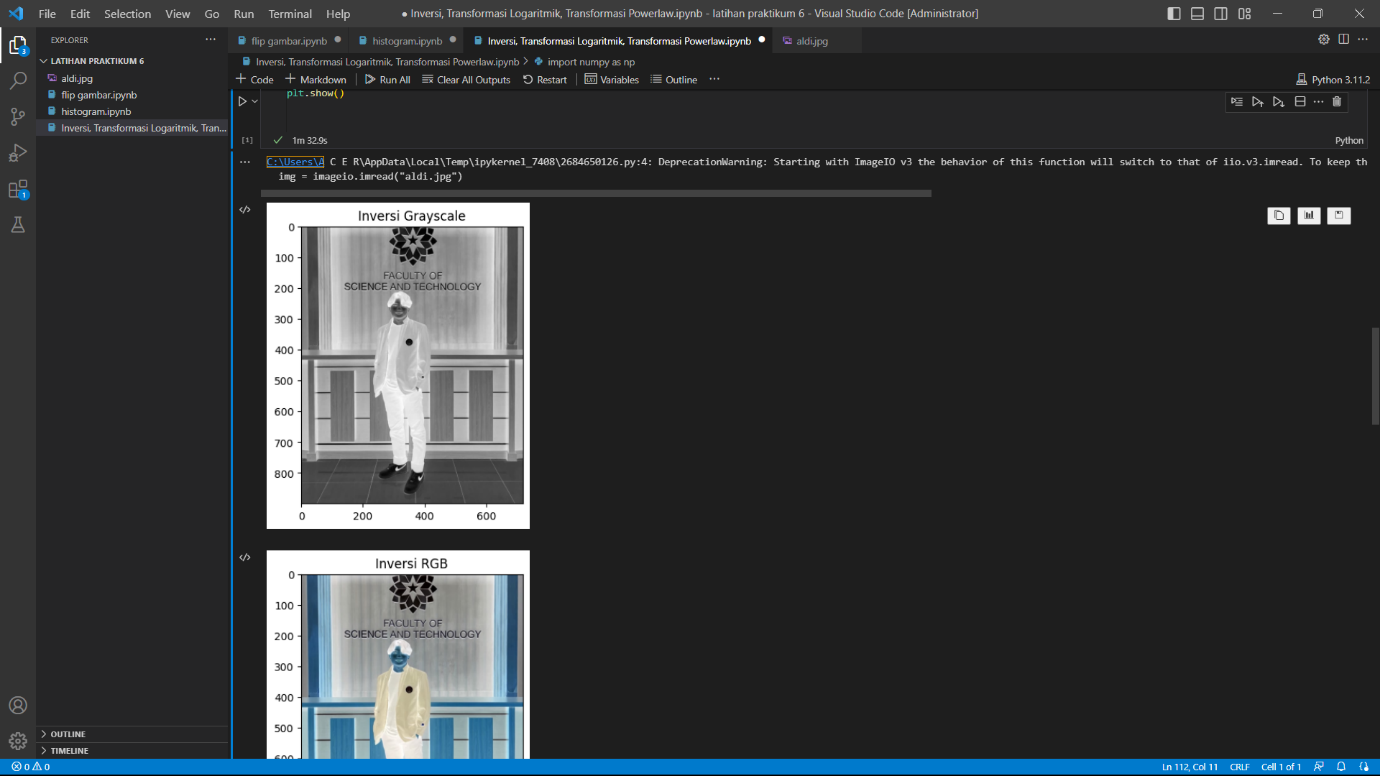 File Edit Selection View Go Run Terminal Help
● Inversi, Transformasi Logaritmik, Transformasi Powerlaw.ipynb - latihan praktikum 6 - Visual Studio Code [Administrator]
EXPLORER
flip gambar.ipynb
histogram.ipynb
Inversi, Transformasi Logaritmik, Transformasi Powerlaw.ipynb
aldi.jpg
LATIHAN PRAKTIKUM 6
Inversi, Transformasi Logaritmik, Transformasi Powerlaw.ipynb > import numpy as np
aldi.jpg
+ Code + Markdown Run All Clear All Outputs Restart Variables Outline ...
Python 3.11.2
flip gambar.ipynb
plt.show()
histogram.ipynb
Inversi, Transformasi Logaritmik, Tran...
[1] ✓ 1m 32.9s
Python
C:\Users\A C E R\AppData\Local\Temp\ipykernel_7408\2684650126.py:4: DeprecationWarning: Starting with ImageIO v3 the behavior of this function will switch to that of iio.v3.imread. To keep th
img = imageio.imread("aldi.jpg")
Inversi Grayscale
0
100
FACULTY OF
200
SCIENCE AND TECHNOLOGY
300
400
500
600
700
800
0 200 400 600
Inversi RGB
0
100
FACULTY OF
200
SCIENCE AND TECHNOLOGY
300
400
500
600
3
1
OUTLINE
TIMELINE
0 0
Ln 112, Col 11 CRLF Cell 1 of 1